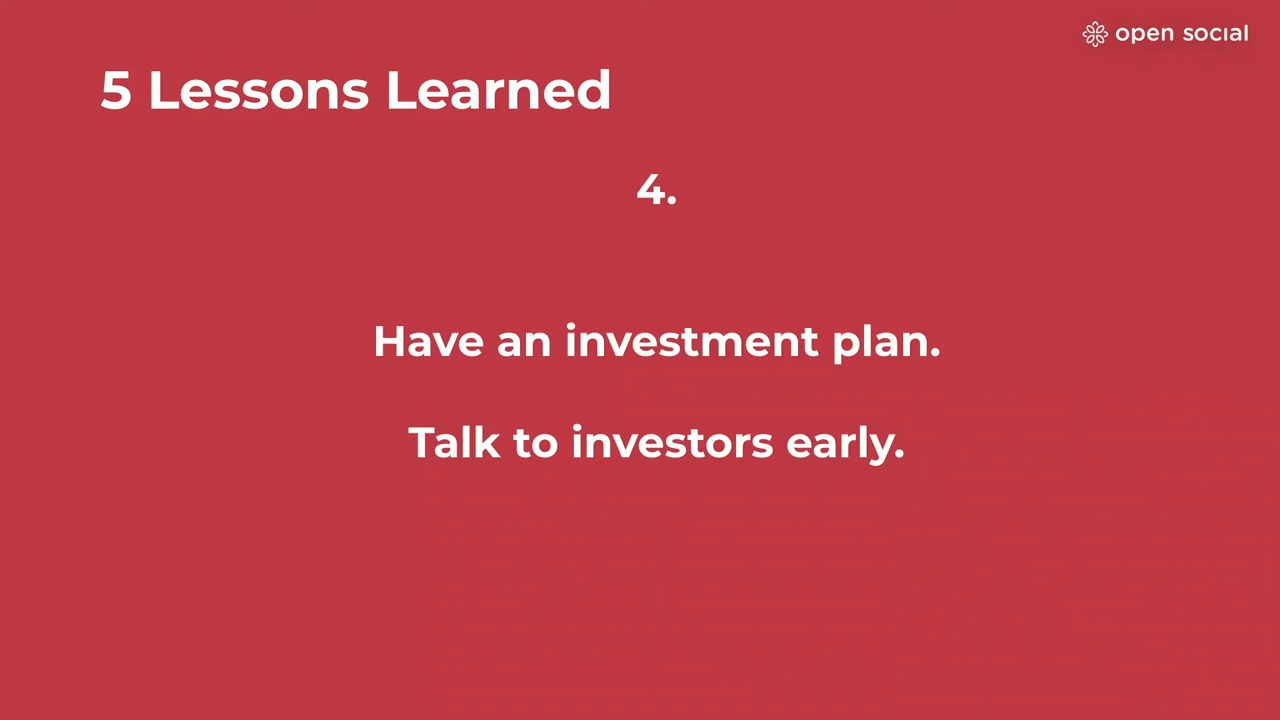 open social
5 Lessons Learned
4.
Have an investment plan.
Talk to investors early.